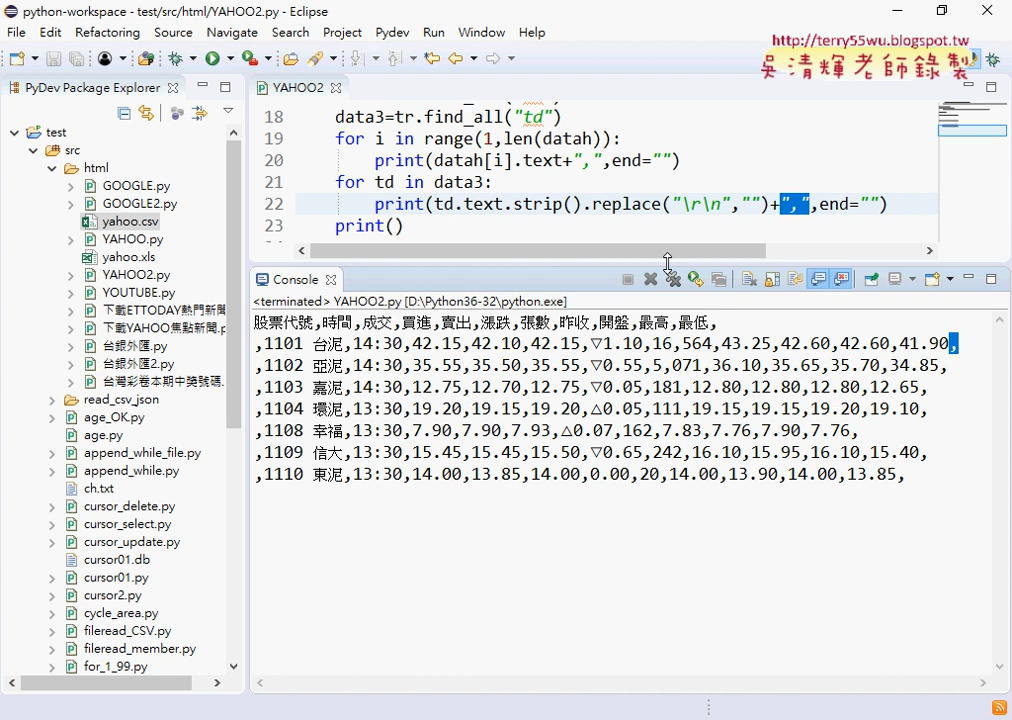 python-workspace - test/src/html/YAHOO2.py - Eclipse
File Edit Refactoring Source Navigate Search Project Pydev Run Window Help
http://terry55wu.blogspot.tw
吳清輝老師錄製
PyDev Package Explorer
YAHOO2
test
src
html
GOOGLE.py
GOOGLE2.py
yahoo.csv
YAHOO.py
yahoo.xls
YAHOO2.py
YOUTUBE.py
下載ETTODAY熱門新聞
下載YAHOO焦點新聞.p
台銀外匯.py
台銀外匯2.py
台灣彩卷本期中獎號碼.
read_csv_json
age_OK.py
age.py
append_while_file.py
append_while.py
ch.txt
cursor_delete.py
cursor_select.py
cursor_update.py
cursor01.db
cursor01.py
cursor2.py
cycle_area.py
fileread_CSV.py
fileread_member.py
for_1_99.py
18 data3=tr.find_all("td")
19 for i in range(1,len(datah)):
20 print(datah[i].text+",",end="")
21 for td in data3:
22 print(td.text.strip().replace("\r\n","")+",",end="")
23 print()
Console
<terminated> YAHOO2.py [D:\Python36-32\python.exe]
股票代號,時間,成交,買進,賣出,漲跌,張數,昨收,開盤,最高,最低,
,1101 台泥,14:30,42.15,42.10,42.15,▽1.10,16,564,43.25,42.60,42.60,41.90,
,1102 亞泥,14:30,35.55,35.50,35.55,▽0.55,5,071,36.10,35.65,35.70,34.85,
,1103 嘉泥,14:30,12.75,12.70,12.75,▽0.05,181,12.80,12.80,12.80,12.65,
,1104 環泥,13:30,19.20,19.15,19.20,△0.05,111,19.15,19.15,19.20,19.10,
,1108 幸福,13:30,7.90,7.90,7.93,△0.07,162,7.83,7.76,7.90,7.76,
,1109 信大,13:30,15.45,15.45,15.50,▽0.65,242,16.10,15.95,16.10,15.40,
,1110 東泥,13:30,14.00,13.85,14.00,0.00,20,14.00,13.90,14.00,13.85,